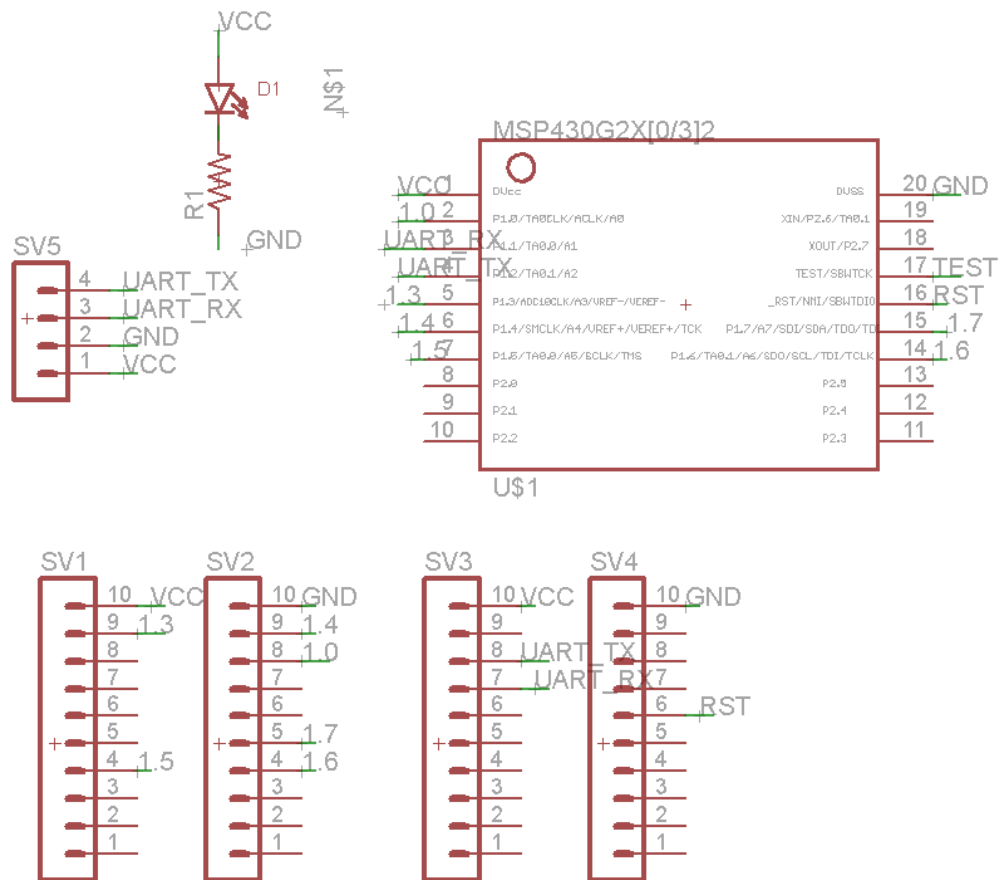 VCC
D1
N$1
R1
GND
SV5
4 UART_TX
3 UART_RX
2 GND
1 VCC
MSP430G2X[0/3]2
VCC 1 DVcc
1.0 2 P1.0/TA0CLK/ACLK/A0
UART_RX 3 P1.1/TA0.0/A1
UART_TX 4 P1.2/TA0.1/A2
1.3 5 P1.3/ADC10CLK/A3/VREF-/VEREF-
1.4 6 P1.4/SMCLK/A4/VREF+/VEREF+/TCK
1.5 7 P1.5/TA0.0/A5/SCLK/TMS
8 P2.0
9 P2.1
10 P2.2
DVSS 20 GND
XIN/P2.6/TA0.1 19
XOUT/P2.7 18
TEST/SBWTCK 17 TEST
_RST/NMI/SBWTDIO 16 RST
P1.7/A7/SDI/SDA/TDO/TD 15 1.7
P1.6/TA0.1/A6/SDO/SCL/TDI/TCLK 14 1.6
P2.5 13
P2.4 12
P2.3 11
U$1
SV1
10 VCC
9 1.3
8
7
6
5
4 1.5
3
2
1
SV2
10 GND
9 1.4
8 1.0
7
6
5 1.7
4 1.6
3
2
1
SV3
10 VCC
9
8 UART_TX
7 UART_RX
6
5
4
3
2
1
SV4
10 GND
9
8
7
6 RST
5
4
3
2
1